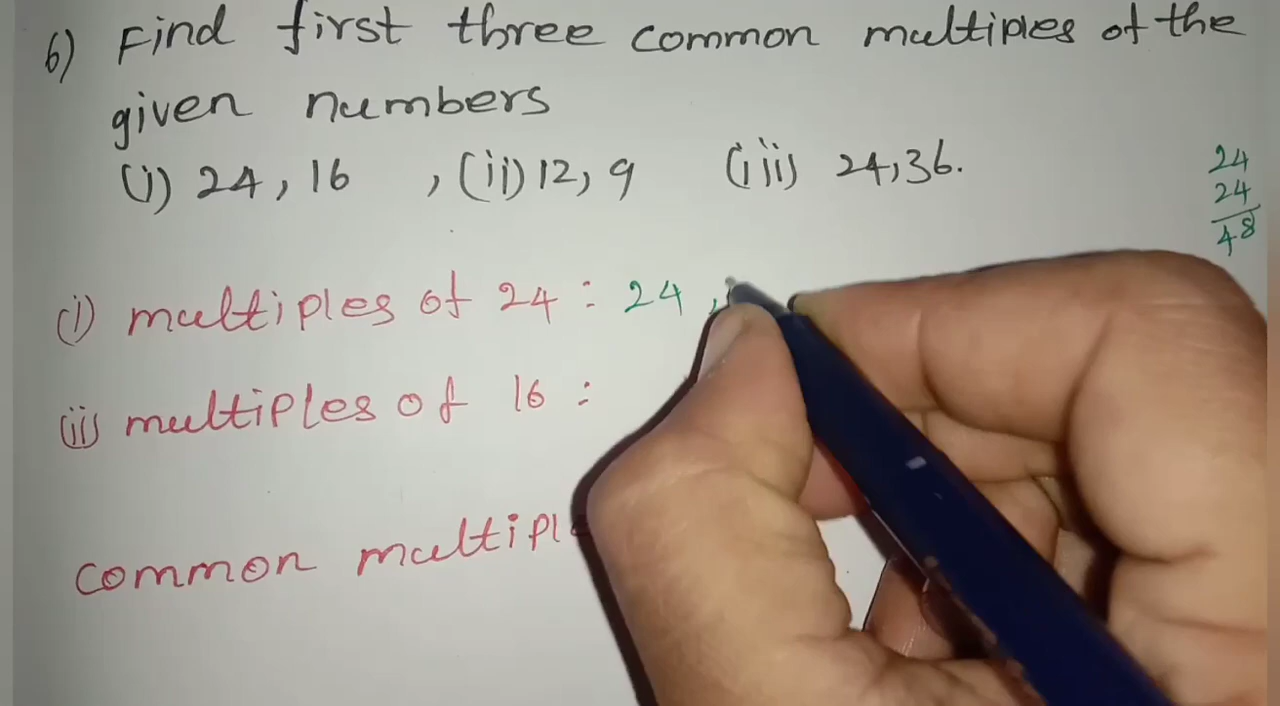 6) Find first three common multiples of the
given numbers
(i) 24, 16 , (ii) 12, 9 (iii) 24, 36.
24
24
48
(i) multiples of 24 : 24 ,
(ii) multiples of 16 :
common multiple